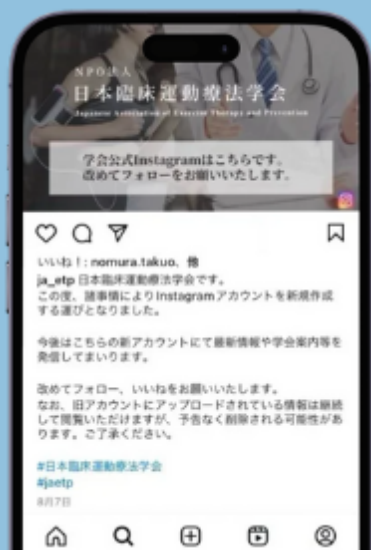 NPO法人
日本臨床運動療法学会
Japanese Association of Exercise Therapy and Prevention
学会公式Instagramはこちらです。
改めてフォローをお願いいたします。
いいね!: nomura.takuo、他
ja_etp 日本臨床運動療法学会です。
この度、諸事情によりInstagramアカウントを新規作成
する運びとなりました。
今後はこちらの新アカウントにて最新情報や学会案内等を
発信してまいります。
改めてフォロー、いいねをお願いいたします。
なお、旧アカウントにアップロードされている情報は継続
して閲覧いただけますが、予告なく削除される可能性があ
ります。ご了承ください。
#日本臨床運動療法学会
#jaetp
8月7日